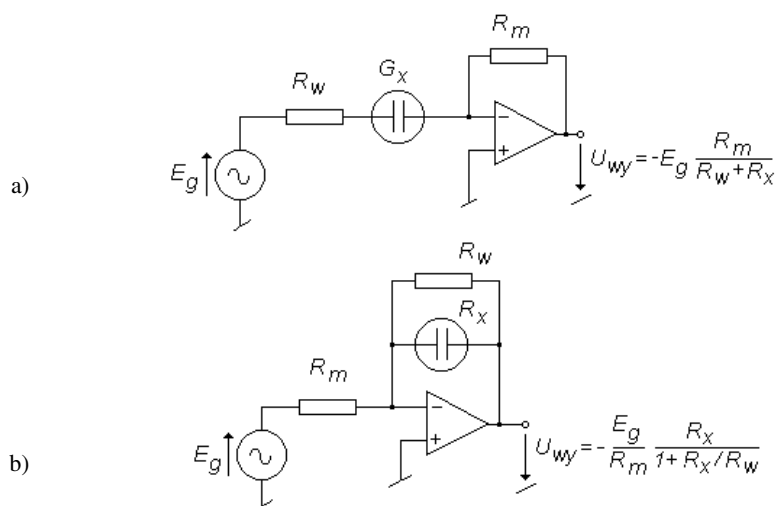 R_m
R_w
G_x
−
+
E_g
U_wy = -E_g R_m / (R_w + R_x)
a)
R_w
R_x
R_m
−
+
E_g
U_wy = - E_g / R_m R_x / (1 + R_x / R_w)
b)